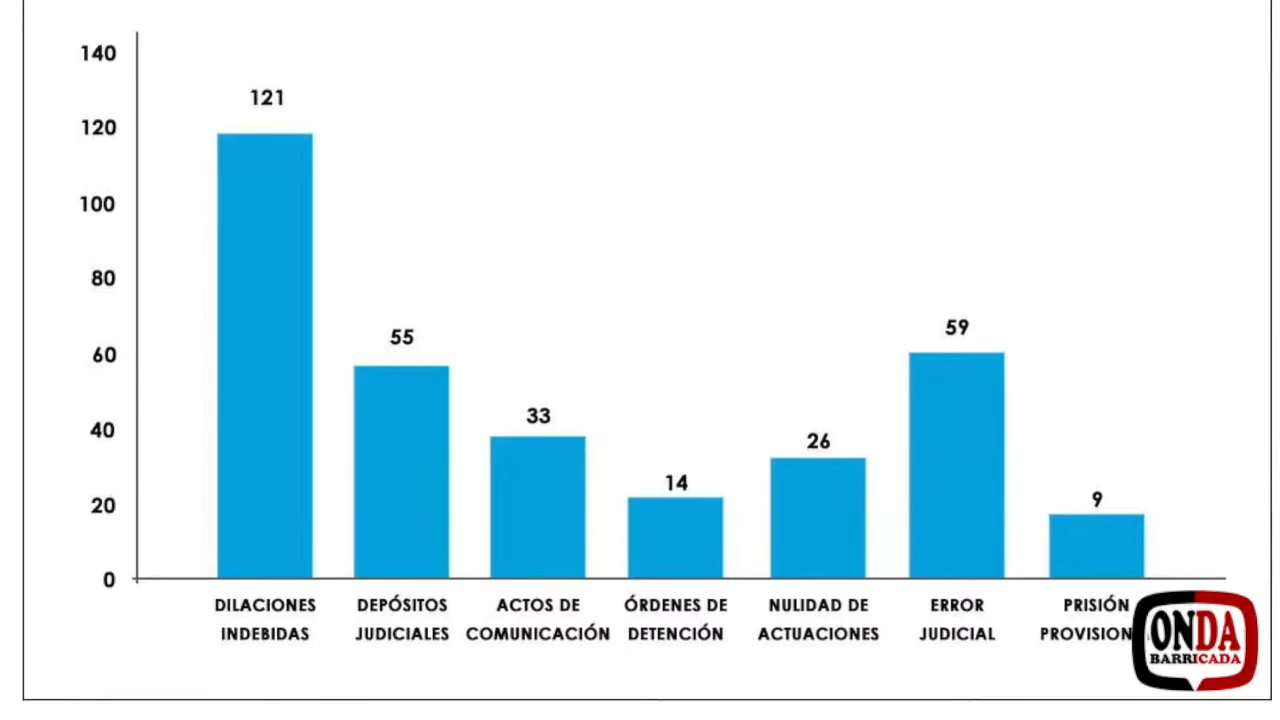 140
121
120
100
80
59
60
55
40
33
26
20
14
9
0
DILACIONES
INDEBIDAS
DEPÓSITOS
JUDICIALES
ACTOS DE
COMUNICACIÓN
ÓRDENES DE
DETENCIÓN
NULIDAD DE
ACTUACIONES
ERROR
JUDICIAL
PRISIÓN
PROVISION
ONDA
BARRICADA